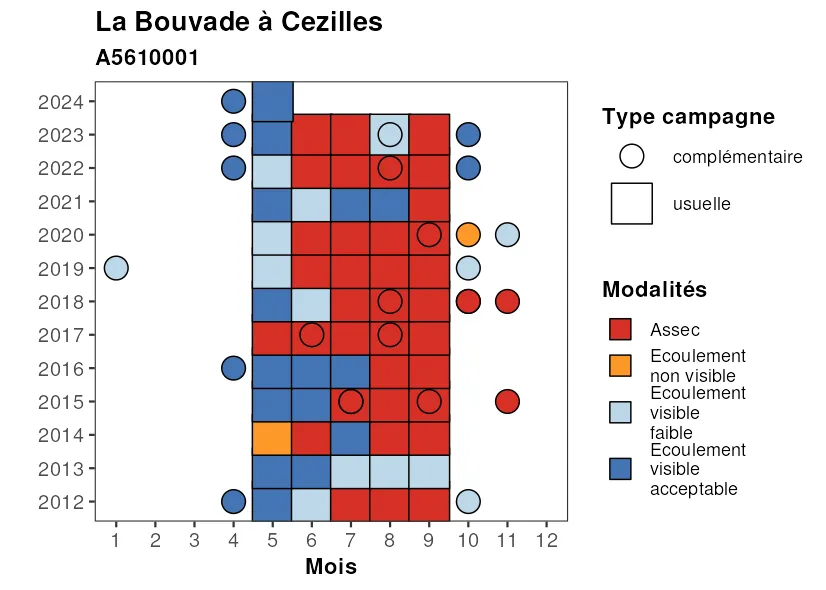 La Bouvade à Cezilles
A5610001
2024
2023
2022
2021
2020
2019
2018
2017
2016
2015
2014
2013
2012
1 2 3 4 5 6 7 8 9 10 11 12
Mois
Type campagne
complémentaire
usuelle
Modalités
Assec
Ecoulement
non visible
Ecoulement
visible
faible
Ecoulement
visible
acceptable